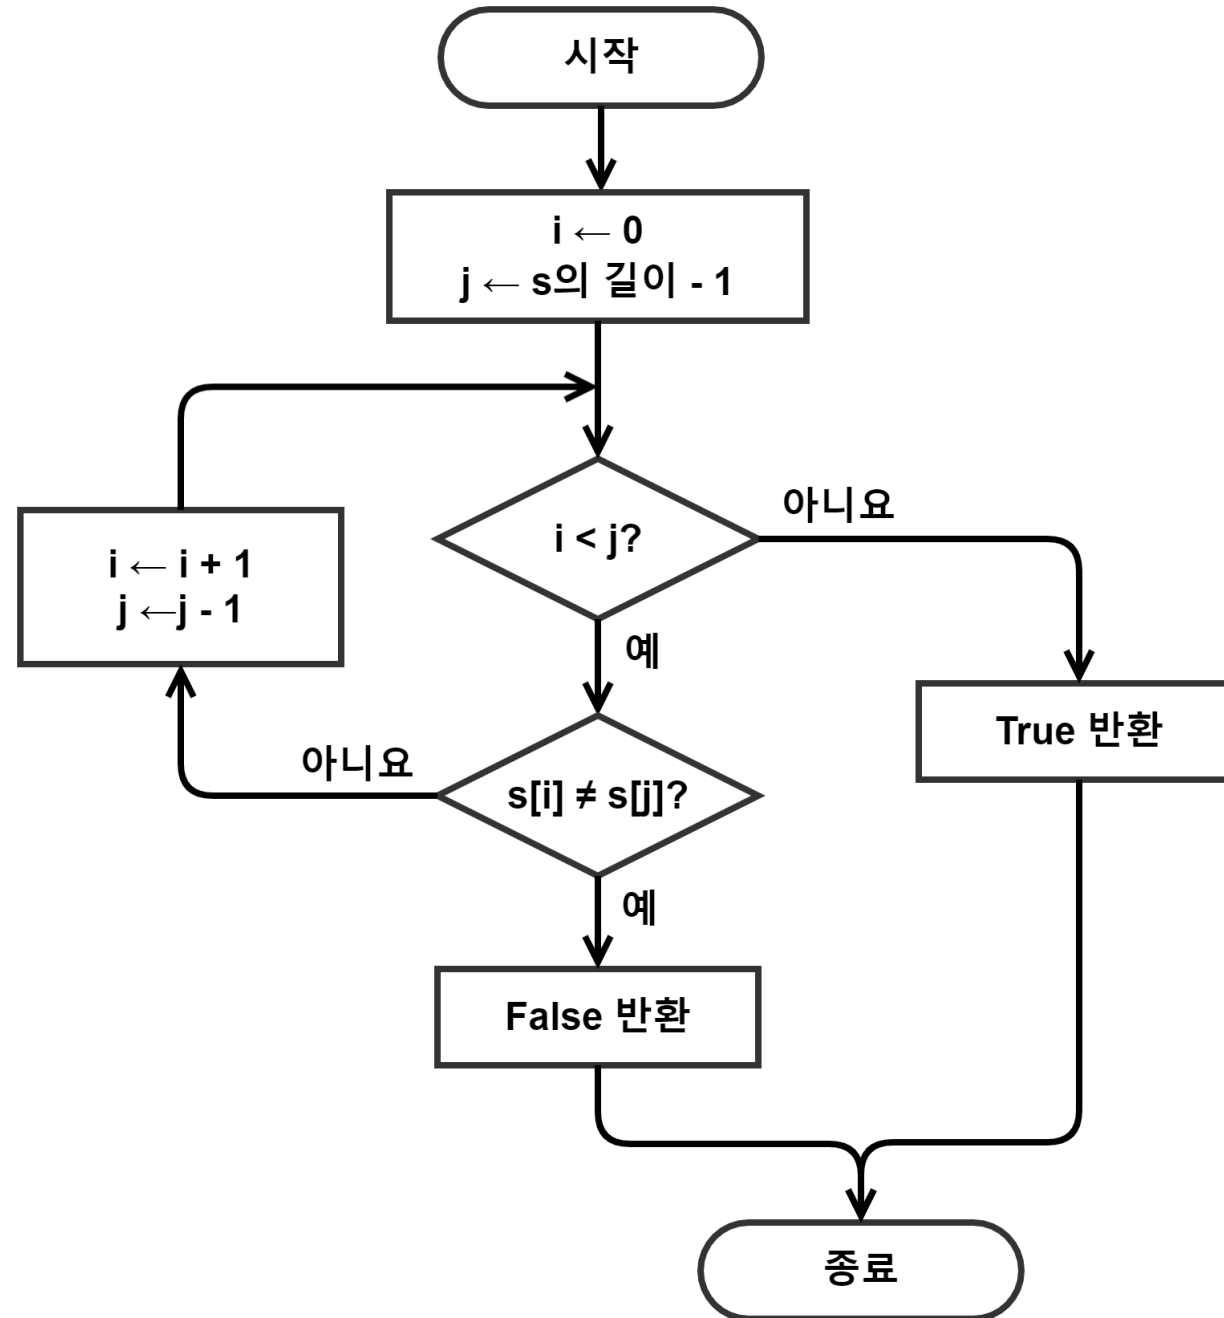 시작
i ← 0
j ← s의 길이 - 1
i < j?
아니요
i ← i + 1
j ←j - 1
예
True 반환
아니요
s[i] ≠ s[j]?
예
False 반환
종료